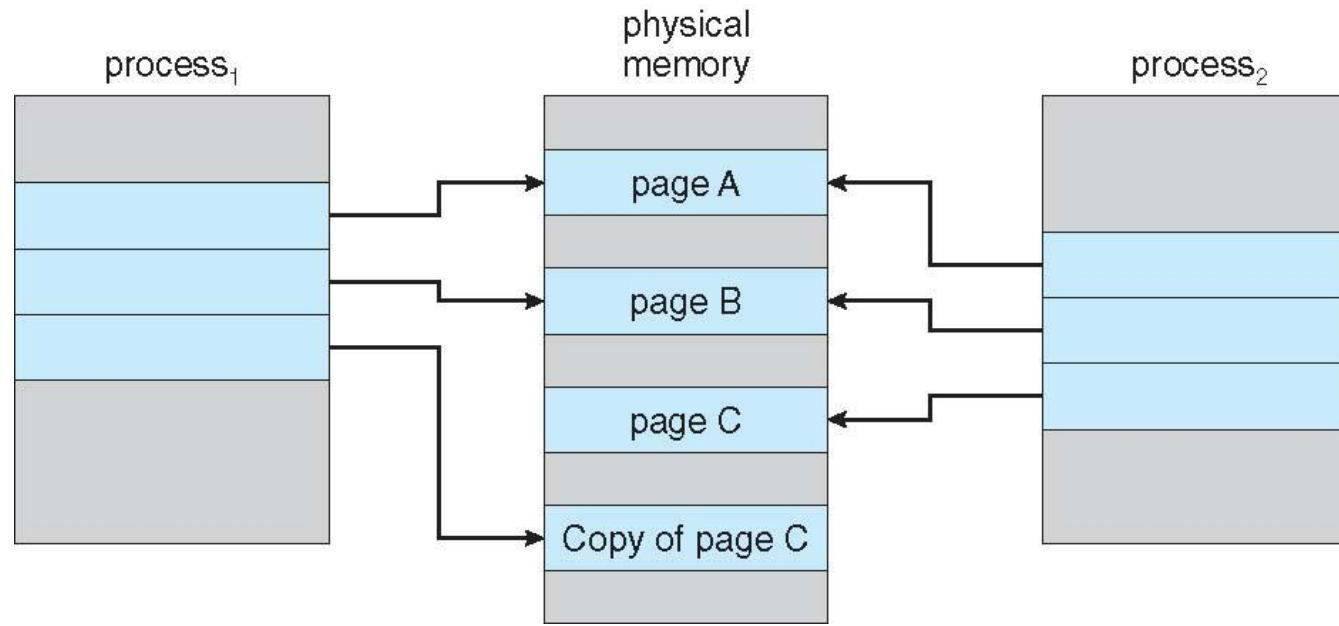 process₁
physical
memory
process₂
page A
page B
page C
Copy of page C